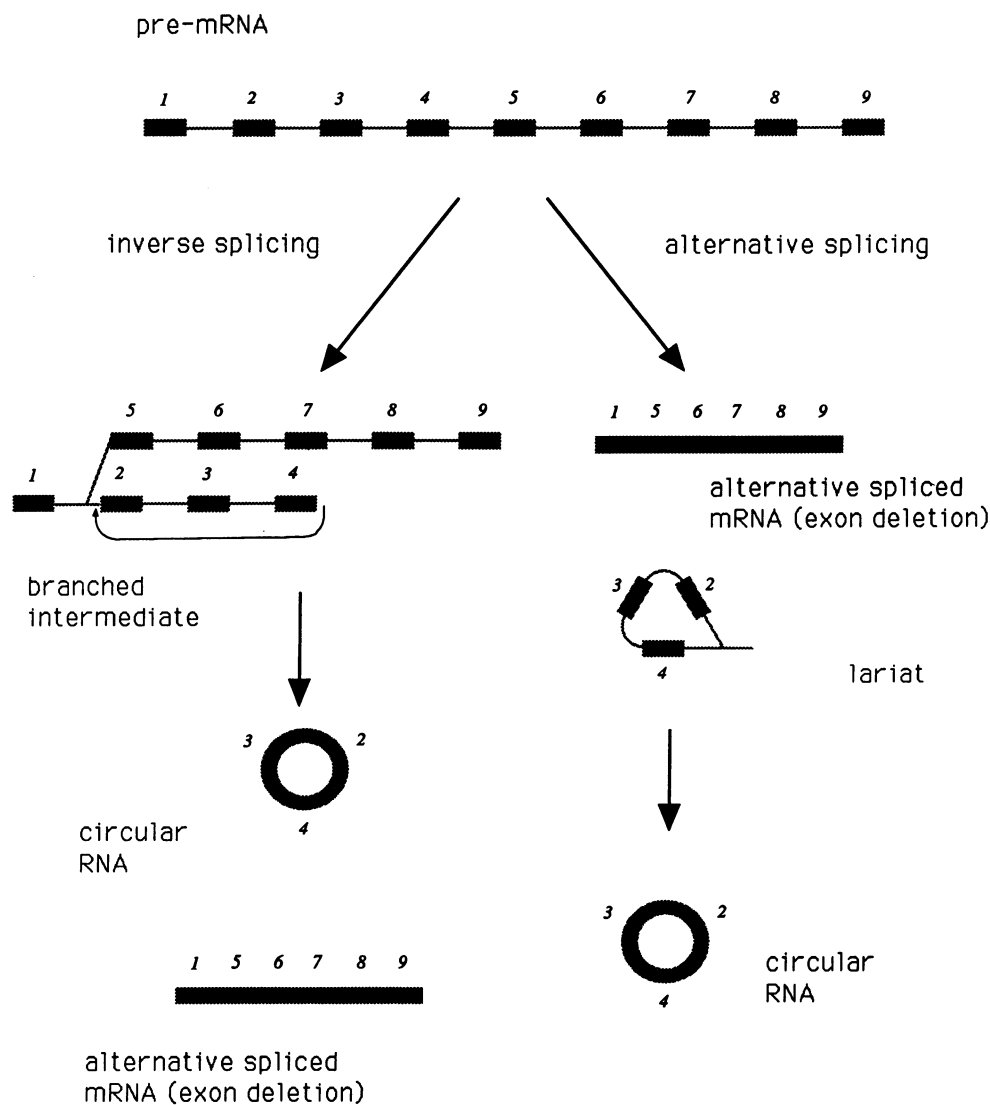 pre-mRNA
1 2 3 4 5 6 7 8 9
inverse splicing
alternative splicing
5 6 7 8 9
1 2 3 4
branched
intermediate
1 5 6 7 8 9
alternative spliced
mRNA (exon deletion)
3 2
4
lariat
3 2
4
circular
RNA
3 2
4
circular
RNA
1 5 6 7 8 9
alternative spliced
mRNA (exon deletion)